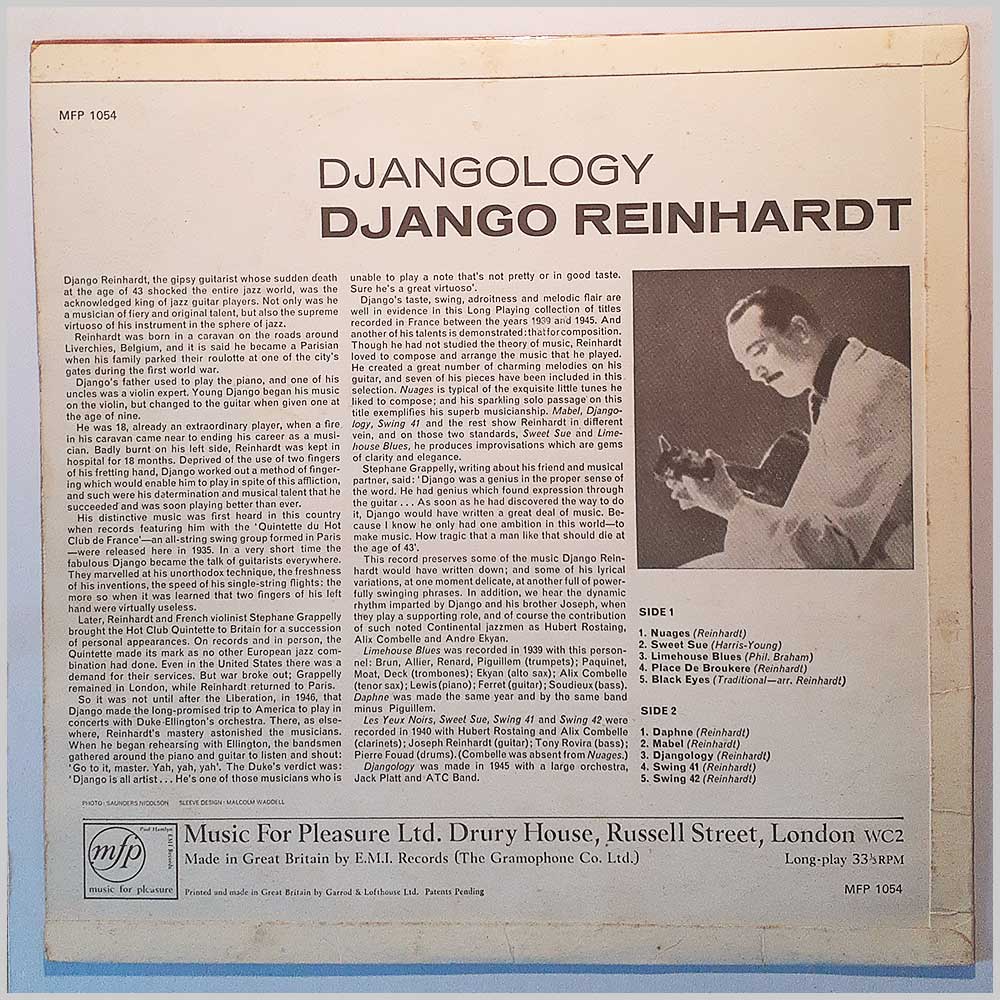 MFP 1054
DJANGOLOGY
DJANGO REINHARDT
Django Reinhardt, the gipsy guitarist whose sudden death
at the age of 43 shocked the entire jazz world, was the
acknowledged king of jazz guitar players. Not only was he
a musician of fiery and original talent, but also the supreme
virtuoso of his instrument in the sphere of jazz.
Reinhardt was born in a caravan on the roads around
Liverchies, Belgium, and it is said he became a Parisian
when his family parked their roulotte at one of the city's
gates during the first world war.
Django's father used to play the piano, and one of his
uncles was a violin expert. Young Django began his music
on the violin, but changed to the guitar when given one at
the age of nine.
He was 18, already an extraordinary player, when a fire
in his caravan came near to ending his career as a musi-
cian. Badly burnt on his left side, Reinhardt was kept in
hospital for 18 months. Deprived of the use of two fingers
of his fretting hand, Django worked out a method of finger-
ing which would enable him to play in spite of this affliction,
and such were his determination and musical talent that he
succeeded and was soon playing better than ever.
His distinctive music was first heard in this country
when records featuring him with the 'Quintette du Hot
Club de France'—an all-string swing group formed in Paris
—were released here in 1935. In a very short time the
fabulous Django became the talk of guitarists everywhere.
They marvelled at his unorthodox technique, the freshness
of his inventions, the speed of his single-string flights: the
more so when it was learned that two fingers of his left
hand were virtually useless.
Later, Reinhardt and French violinist Stephane Grappelly
brought the Hot Club Quintette to Britain for a succession
of personal appearances. On records and in person, the
Quintette made its mark as no other European jazz com-
bination had done. Even in the United States there was a
demand for their services. But war broke out; Grappelly
remained in London, while Reinhardt returned to Paris.
So it was not until after the Liberation, in 1946, that
Django made the long-promised trip to America to play in
concerts with Duke Ellington's orchestra. There, as else-
where, Reinhardt's mastery astonished the musicians.
When he began rehearsing with Ellington, the bandsmen
gathered around the piano and guitar to listen and shout:
'Go to it, master. Yah, yah, yah'. The Duke's verdict was:
'Django is all artist . . . He's one of those musicians who is
unable to play a note that's not pretty or in good taste.
Sure he's a great virtuoso'.
Django's taste, swing, adroitness and melodic flair are
well in evidence in this Long Playing collection of titles
recorded in France between the years 1939 and 1945. And
another of his talents is demonstrated: that for composition.
Though he had not studied the theory of music, Reinhardt
loved to compose and arrange the music that he played.
He created a great number of charming melodies on his
guitar, and seven of his pieces have been included in this
selection. Nuages is typical of the exquisite little tunes he
liked to compose; and his sparkling solo passage on this
title exemplifies his superb musicianship. Mabel, Django-
logy, Swing 41 and the rest show Reinhardt in different
vein, and on those two standards, Sweet Sue and Lime-
house Blues, he produces improvisations which are gems
of clarity and elegance.
Stephane Grappelly, writing about his friend and musical
partner, said: 'Django was a genius in the proper sense of
the word. He had genius which found expression through
the guitar . . . As soon as he had discovered the way to do
it, Django would have written a great deal of music. Be-
cause I know he only had one ambition in this world—to
make music. How tragic that a man like that should die at
the age of 43'.
This record preserves some of the music Django Rein-
hardt would have written down; and some of his lyrical
variations, at one moment delicate, at another full of power-
fully swinging phrases. In addition, we hear the dynamic
rhythm imparted by Django and his brother Joseph, when
they play a supporting role, and of course the contribution
of such noted Continental jazzmen as Hubert Rostaing,
Alix Combelle and Andre Ekyan.
Limehouse Blues was recorded in 1939 with this person-
nel: Brun, Allier, Renard, Piguillem (trumpets); Paquinet,
Moat, Deck (trombones); Ekyan (alto sax); Alix Combelle
(tenor sax); Lewis (piano); Ferret (guitar); Soudieux (bass).
Daphne was made the same year and by the same band
minus Piguillem.
Les Yeux Noirs, Sweet Sue, Swing 41 and Swing 42 were
recorded in 1940 with Hubert Rostaing and Alix Combelle
(clarinets); Joseph Reinhardt (guitar); Tony Rovira (bass);
Pierre Fouad (drums). (Combelle was absent from Nuages.)
Djangology was made in 1945 with a large orchestra,
Jack Platt and ATC Band.
SIDE 1
1. Nuages (Reinhardt)
2. Sweet Sue (Harris-Young)
3. Limehouse Blues (Phil. Braham)
4. Place De Broukere (Reinhardt)
5. Black Eyes (Traditional—arr. Reinhardt)
SIDE 2
1. Daphne (Reinhardt)
2. Mabel (Reinhardt)
3. Djangology (Reinhardt)
4. Swing 41 (Reinhardt)
5. Swing 42 (Reinhardt)
PHOTO: SAUNDERS NICOLSON SLEEVE DESIGN: MALCOLM WADDELL
Paul Hamlyn
EMI Records
mfp
music for pleasure
Music For Pleasure Ltd. Drury House, Russell Street, London WC2
Made in Great Britain by E.M.I. Records (The Gramophone Co. Ltd.) Long-play 33⅓ RPM
Printed and made in Great Britain by Garrod & Lofthouse Ltd. Patents Pending
MFP 1054